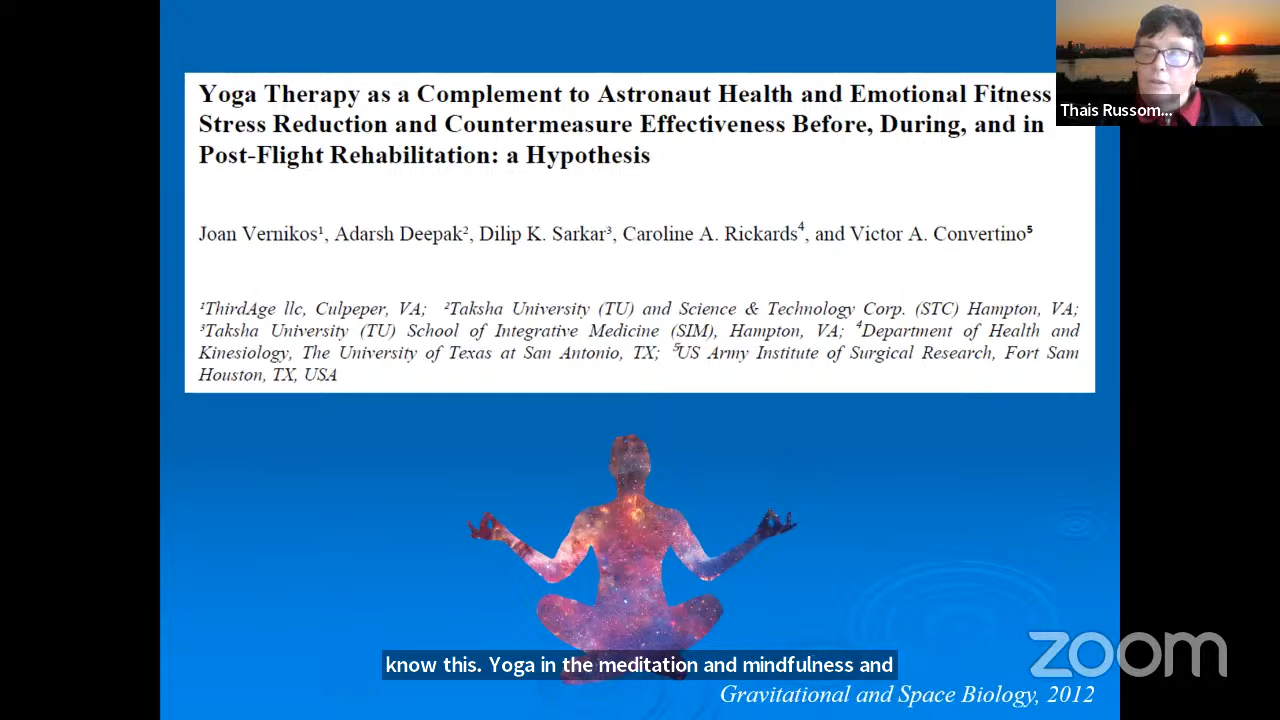 Yoga Therapy as a Complement to Astronaut Health and Emotional Fitness
Stress Reduction and Countermeasure Effectiveness Before, During, and in
Post-Flight Rehabilitation: a Hypothesis
Thais Russom...
Joan Vernikos¹, Adarsh Deepak², Dilip K. Sarkar³, Caroline A. Rickards⁴, and Victor A. Convertino⁵
¹ThirdAge llc, Culpeper, VA; ²Taksha University (TU) and Science & Technology Corp. (STC) Hampton, VA;
³Taksha University (TU) School of Integrative Medicine (SIM), Hampton, VA; ⁴Department of Health and
Kinesiology, The University of Texas at San Antonio, TX; ⁵US Army Institute of Surgical Research, Fort Sam
Houston, TX, USA
know this. Yoga in the meditation and mindfulness and
zoom
Gravitational and Space Biology, 2012